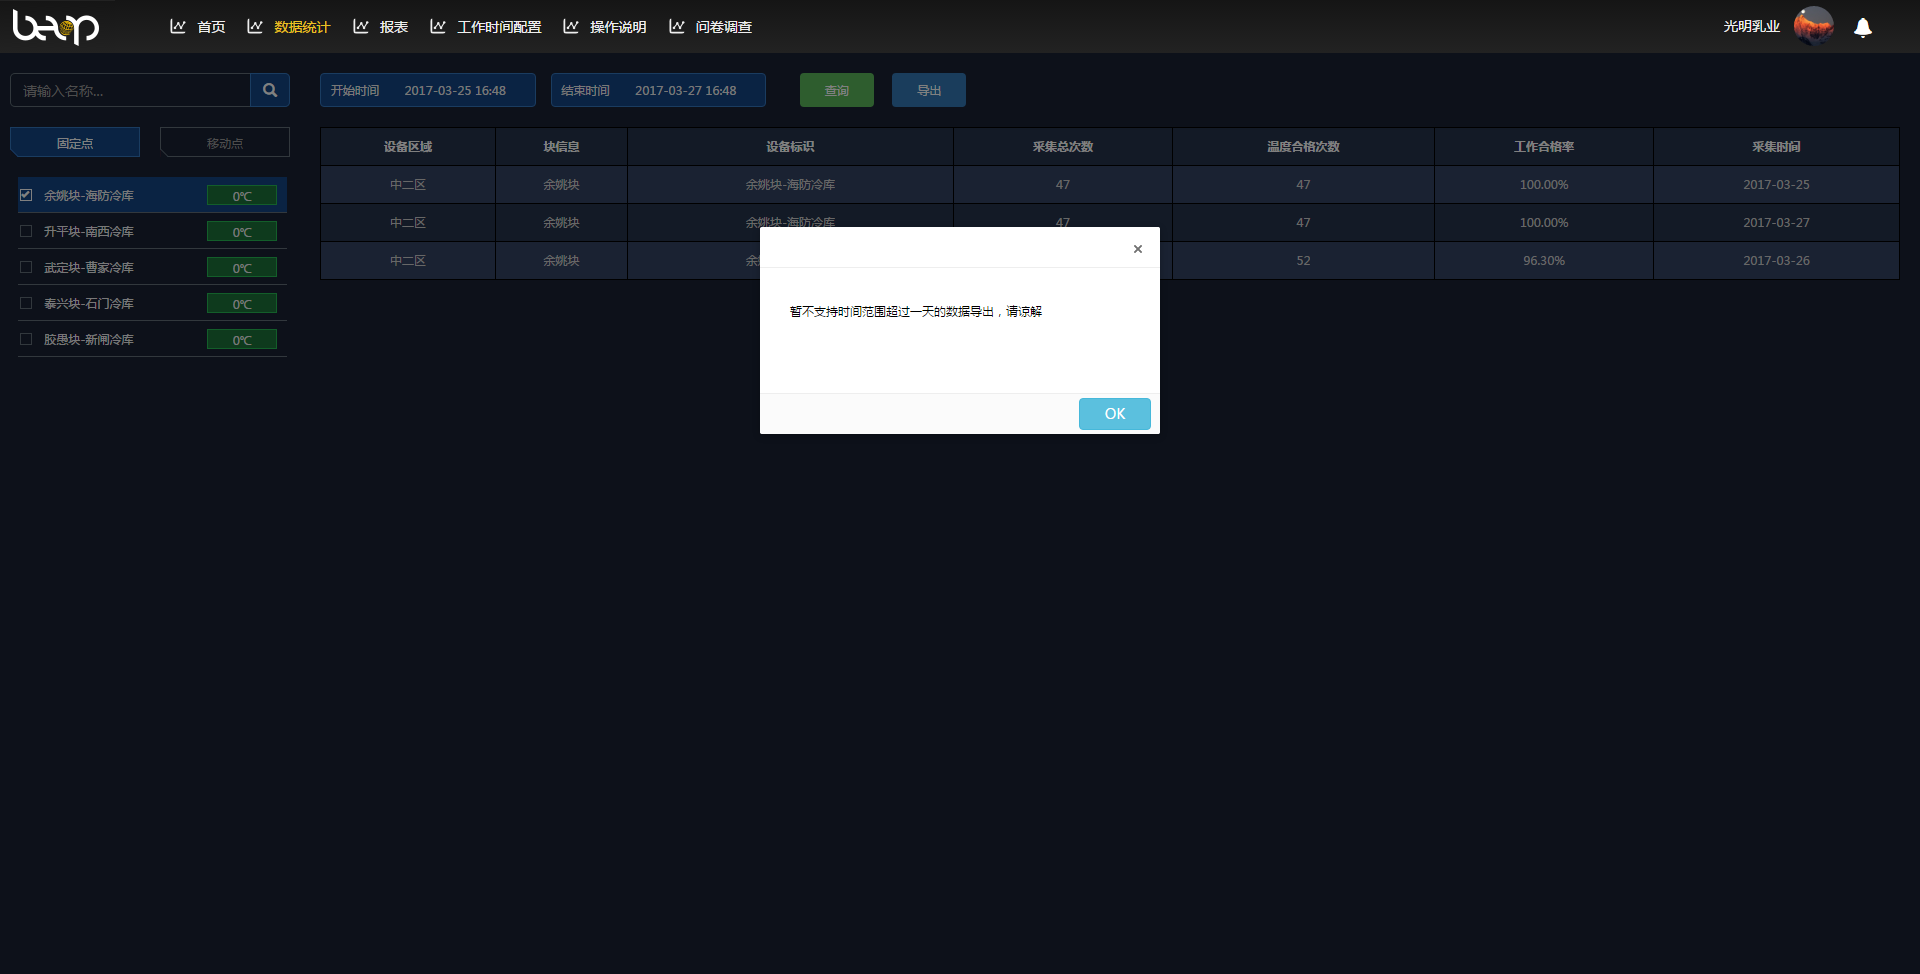 beop
首页 数据统计 报表 工作时间配置 操作说明 问卷调查
光明乳业
请输入名称...
开始时间 2017-03-25 16:48
结束时间 2017-03-27 16:48
查询
导出
固定点 移动点
余姚块-海防冷库 0℃
升平块-南西冷库 0℃
武定块-曹家冷库 0℃
泰兴块-石门冷库 0℃
胶愚块-新闸冷库 0℃
设备区域 块信息 设备标识 采集总次数 温度合格次数 工作合格率 采集时间
中二区 余姚块 余姚块-海防冷库 47 47 100.00% 2017-03-25
中二区 余姚块 余姚块-海防冷库 47 47 100.00% 2017-03-27
中二区 余姚块 余 52 96.30% 2017-03-26
×
暂不支持时间范围超过一天的数据导出，请谅解
OK